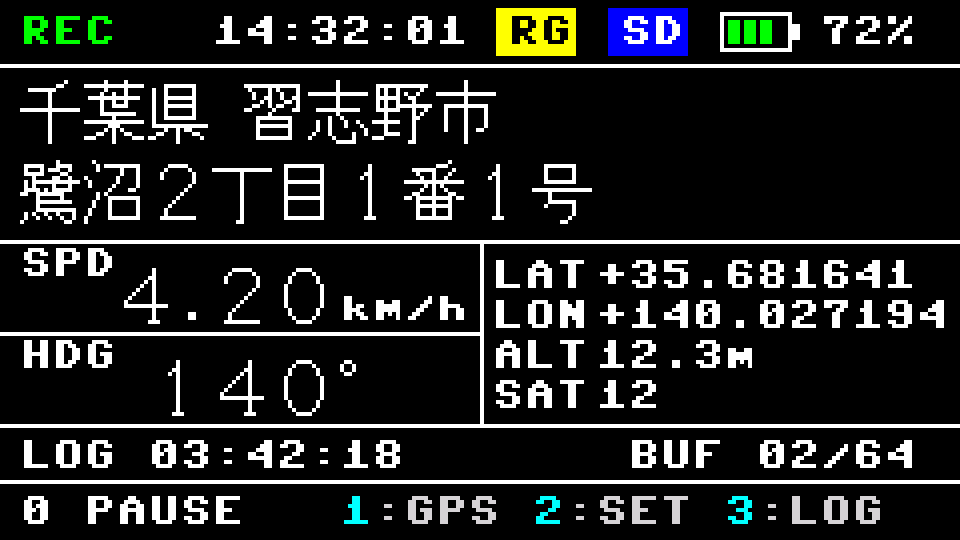 REC 14:32:01 RG SD 72%
千葉県 習志野市
鷺沼2丁目1番1号
SPD 4.20 km/h
HDG 140°
LAT +35.681641
LON +140.027194
ALT 12.3m
SAT 12
LOG 03:42:18 BUF 02/64
0 PAUSE 1:GPS 2:SET 3:LOG